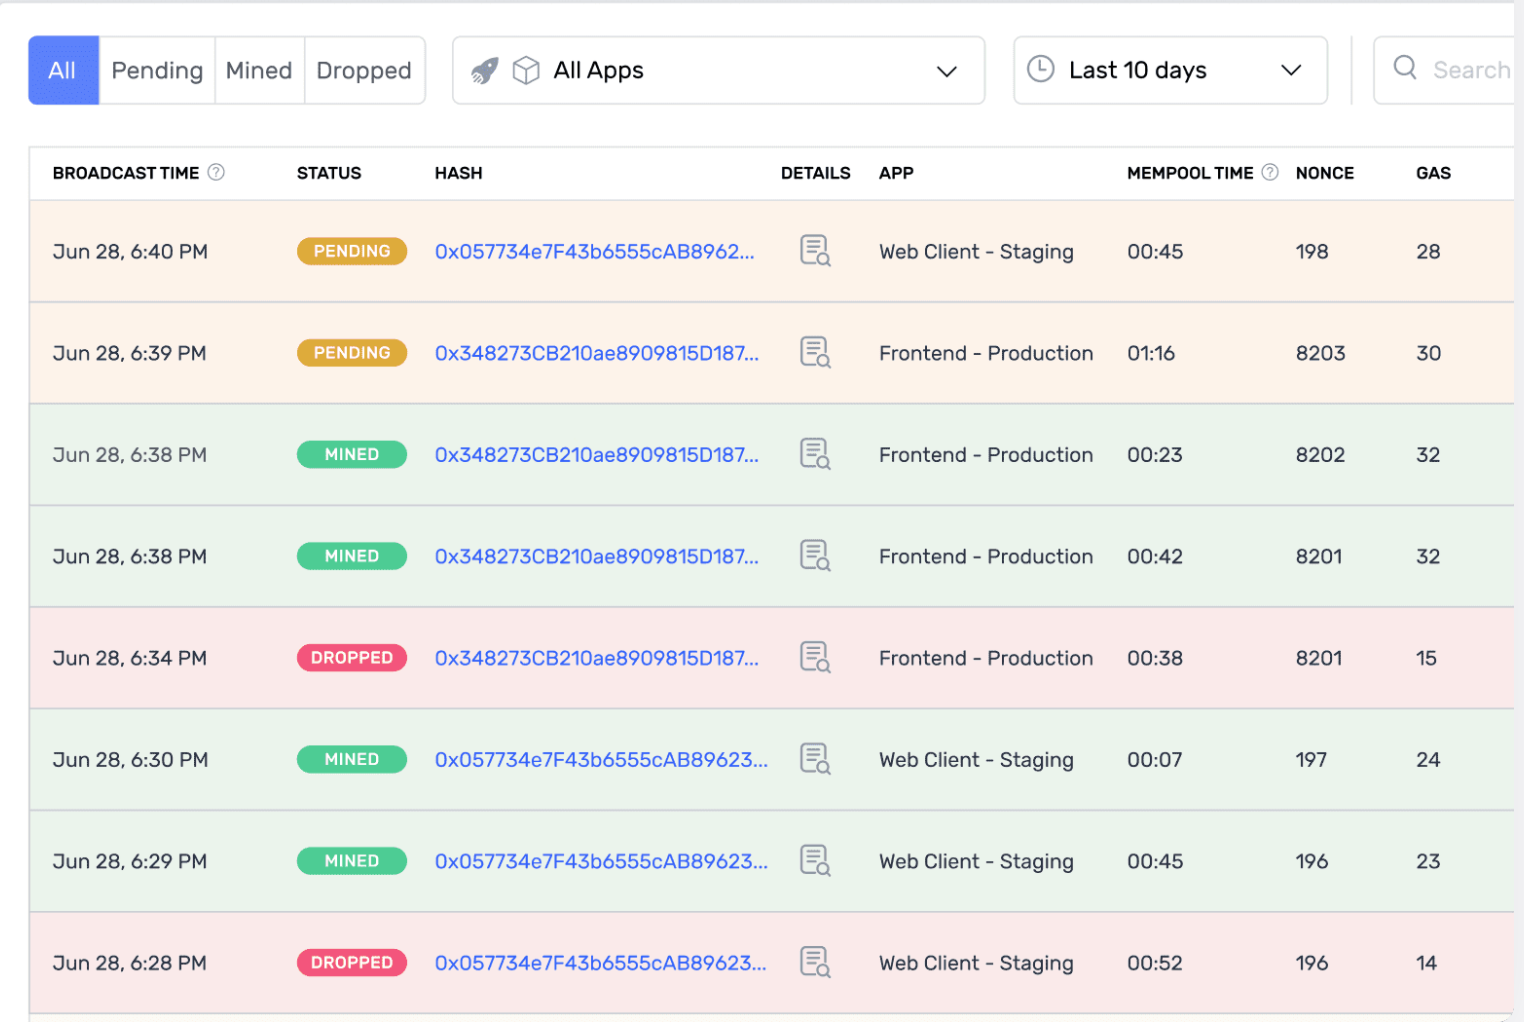 All Pending Mined Dropped All Apps Last 10 days Search
BROADCAST TIME ? STATUS HASH DETAILS APP MEMPOOL TIME ? NONCE GAS
Jun 28, 6:40 PM PENDING 0x057734e7F43b6555cAB8962... Web Client - Staging 00:45 198 28
Jun 28, 6:39 PM PENDING 0x348273CB210ae8909815D187... Frontend - Production 01:16 8203 30
Jun 28, 6:38 PM MINED 0x348273CB210ae8909815D187... Frontend - Production 00:23 8202 32
Jun 28, 6:38 PM MINED 0x348273CB210ae8909815D187... Frontend - Production 00:42 8201 32
Jun 28, 6:34 PM DROPPED 0x348273CB210ae8909815D187... Frontend - Production 00:38 8201 15
Jun 28, 6:30 PM MINED 0x057734e7F43b6555cAB89623... Web Client - Staging 00:07 197 24
Jun 28, 6:29 PM MINED 0x057734e7F43b6555cAB89623... Web Client - Staging 00:45 196 23
Jun 28, 6:28 PM DROPPED 0x057734e7F43b6555cAB89623... Web Client - Staging 00:52 196 14